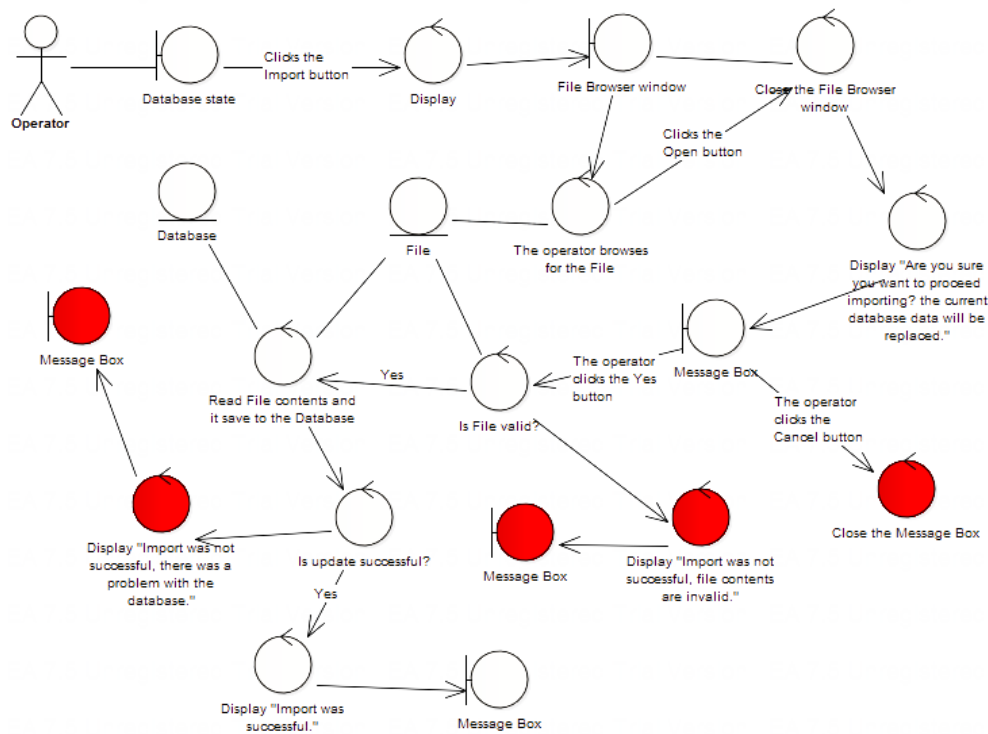 Clicks the
Import button
Database state
Display
File Browser window
Close the File Browser
window
Operator
Clicks the
Open button
Database
File
The operator browses
for the File
Display "Are you sure
you want to proceed
importing? the current
database data will be
replaced."
Message Box
The operator
clicks the Yes
button
Message Box
Yes
Read File contents and
it save to the Database
Is File valid?
The operator
clicks the
Cancel button
Close the Message Box
Display "Import was not
successful, there was a
problem with the
database."
Is update successful?
Message Box
Display "Import was not
successful, file contents
are invalid."
Yes
Display "Import was
successful."
Message Box